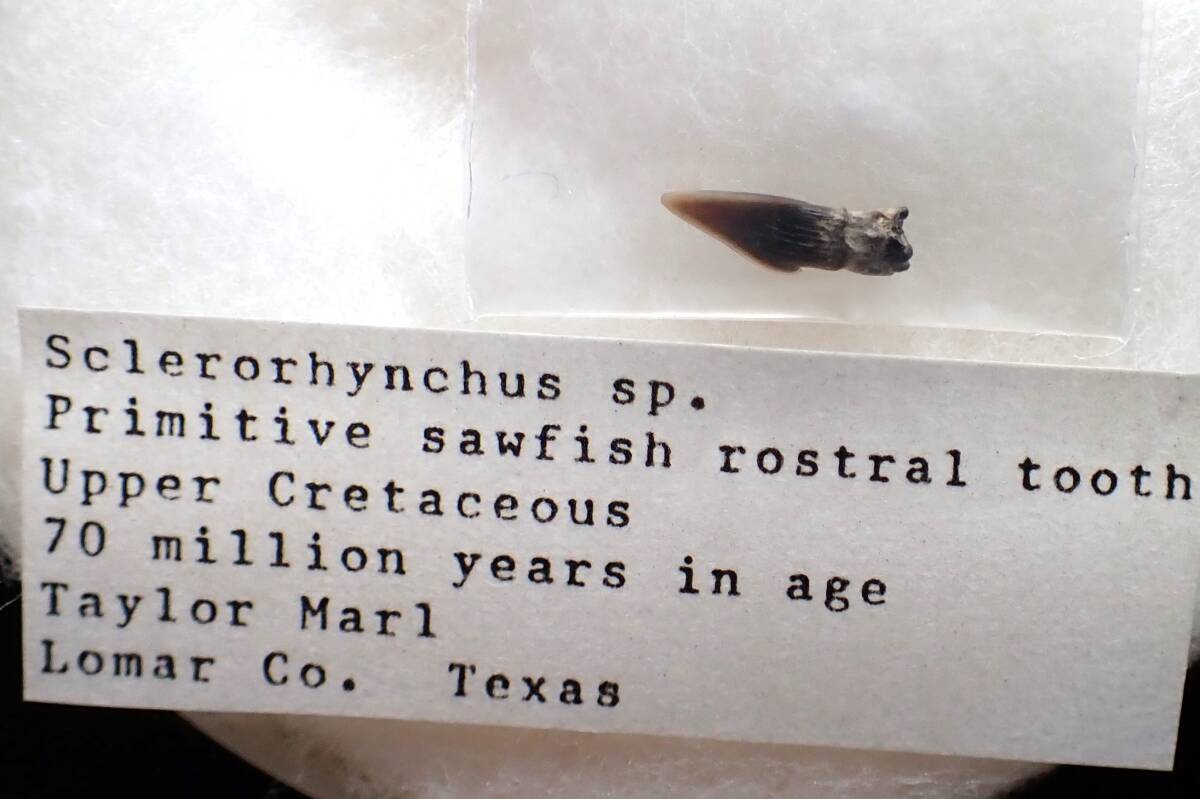 Sclerorhynchus sp.
Primitive sawfish rostral tooth
Upper Cretaceous
70 million years in age
Taylor Marl
Lomar Co. Texas